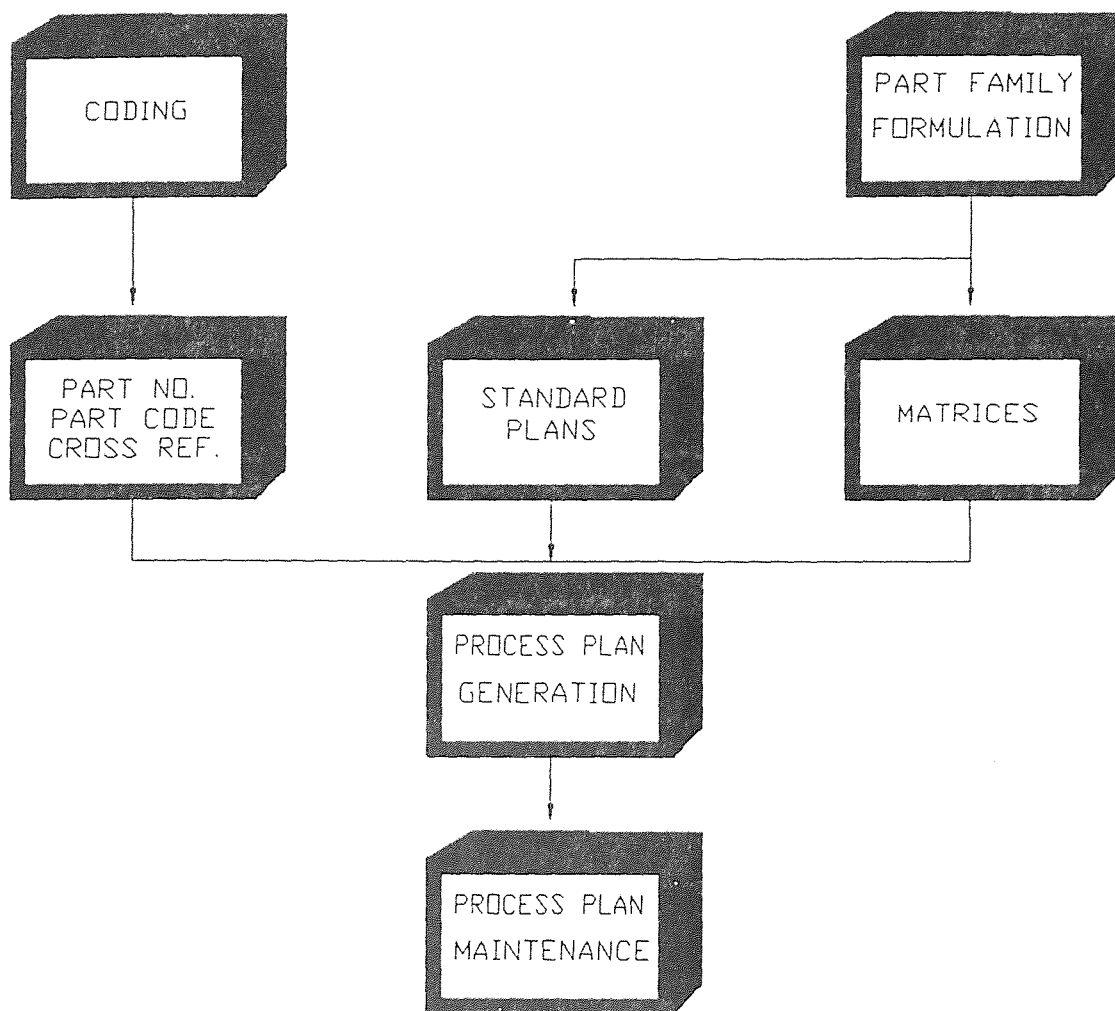 CODING
PART FAMILY
FORMULATION
PART NO.
PART CODE
CROSS REF.
STANDARD
PLANS
MATRICES
PROCESS PLAN
GENERATION
PROCESS PLAN
MAINTENANCE